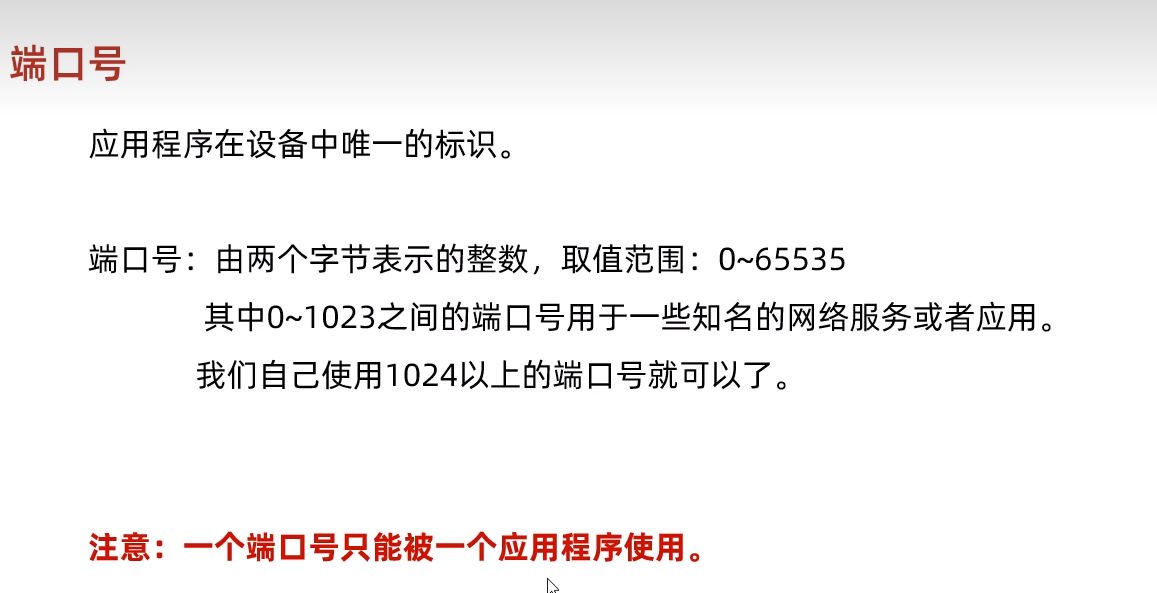 端口号
应用程序在设备中唯一的标识。
端口号：由两个字节表示的整数，取值范围：0~65535
其中0~1023之间的端口号用于一些知名的网络服务或者应用。
我们自己使用1024以上的端口号就可以了。
注意：一个端口号只能被一个应用程序使用。